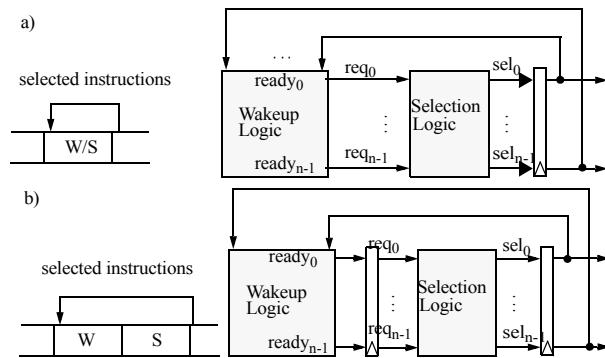 a)
selected instructions
W/S
. . .
ready0 req0 sel0
Wakeup Logic
Selection Logic
readyn-1 reqn-1 seln-1
b)
selected instructions
W S
ready0 req0 sel0
Wakeup Logic
Selection Logic
readyn-1 reqn-1 seln-1